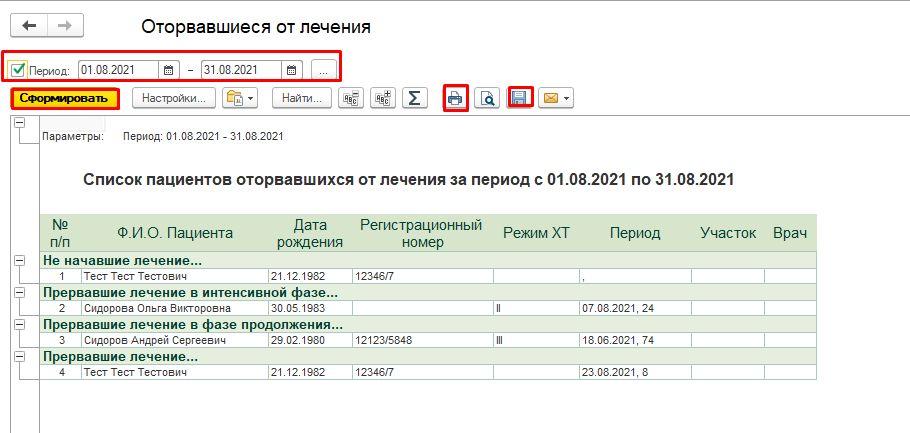 Оторвавшиеся от лечения
Период: 01.08.2021 – 31.08.2021 ...
Сформировать Настройки... Найти...
Параметры: Период: 01.08.2021 - 31.08.2021
Список пациентов оторвавшихся от лечения за период с 01.08.2021 по 31.08.2021
№ п/п Ф.И.О. Пациента Дата рождения Регистрационный номер Режим ХТ Период Участок Врач
Не начавшие лечение...
1 Тест Тест Тестович 21.12.1982 12346/7 ,
Прервавшие лечение в интенсивной фазе...
2 Сидорова Ольга Викторовна 30.05.1983 II 07.08.2021, 24
Прервавшие лечение в фазе продолжения...
3 Сидоров Андрей Сергеевич 29.02.1980 12123/5848 III 18.06.2021, 74
Прервавшие лечение...
4 Тест Тест Тестович 21.12.1982 12346/7 23.08.2021, 8